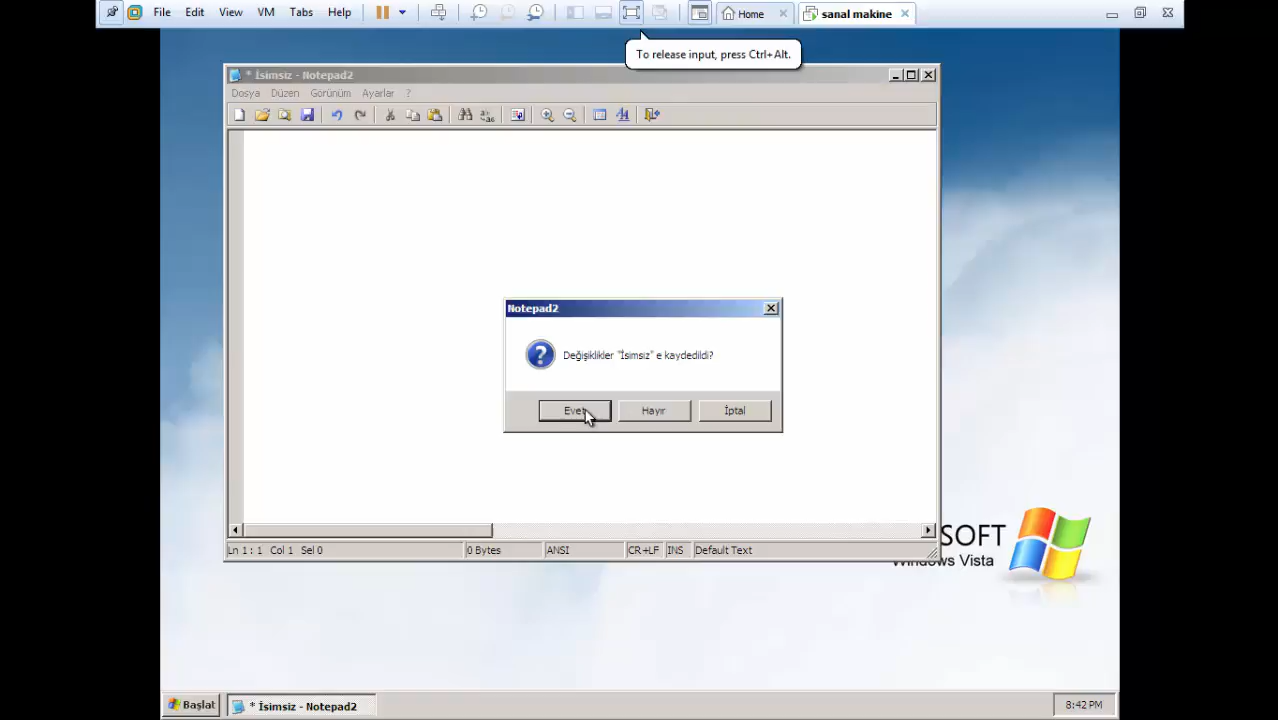 File Edit View VM Tabs Help Home sanal makine
To release input, press Ctrl+Alt.
* İsimsiz - Notepad2
Dosya Düzen Görünüm Ayarlar ?
Notepad2
Değişiklikler "İsimsiz" e kaydedildi?
Evet Hayır İptal
SOFT
Windows Vista
Ln 1 : 1 Col 1 Sel 0 0 Bytes ANSI CR+LF INS Default Text
Başlat * İsimsiz - Notepad2 8:42 PM